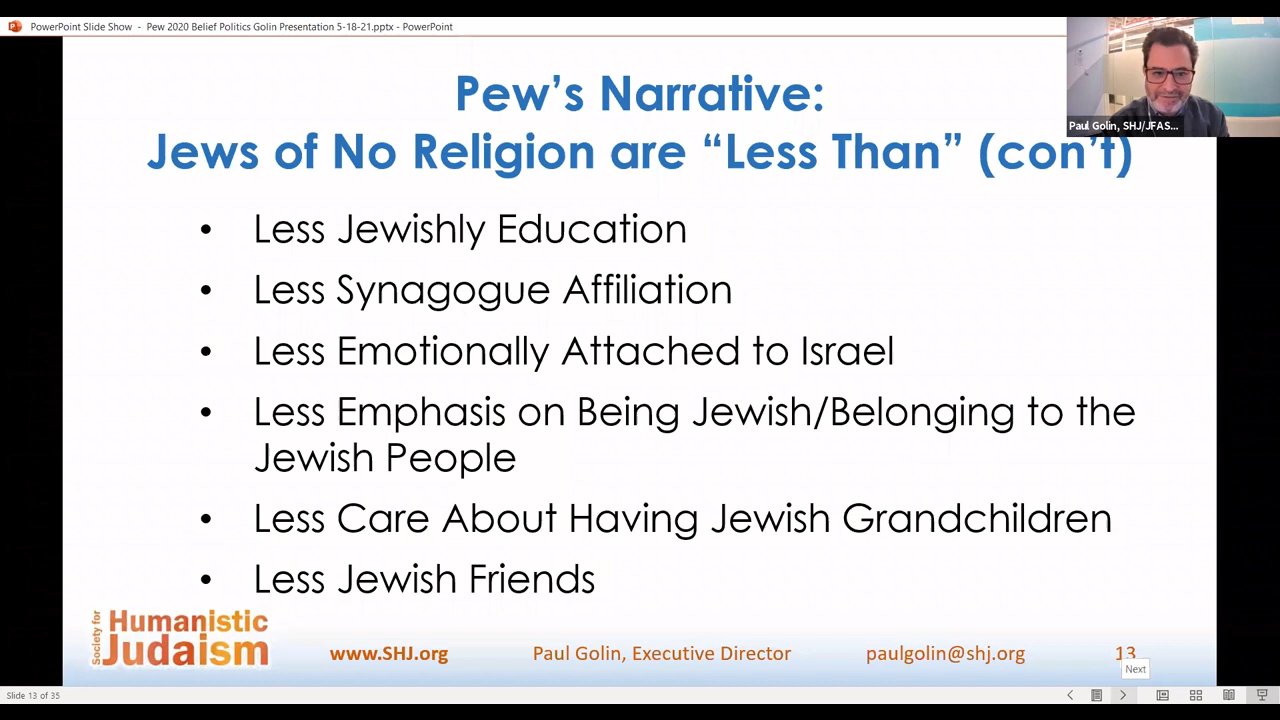 PowerPoint Slide Show - Pew 2020 Belief Politics Golin Presentation 5-18-21.pptx - PowerPoint
Paul Golin, SHJ/JFAS...
Pew's Narrative:
Jews of No Religion are “Less Than” (con't)
• Less Jewishly Education
• Less Synagogue Affiliation
• Less Emotionally Attached to Israel
• Less Emphasis on Being Jewish/Belonging to the
Jewish People
• Less Care About Having Jewish Grandchildren
• Less Jewish Friends
Society for
Humanistic
Judaism
www.SHJ.org
Paul Golin, Executive Director
paulgolin@shj.org
13
Next
Slide 13 of 35